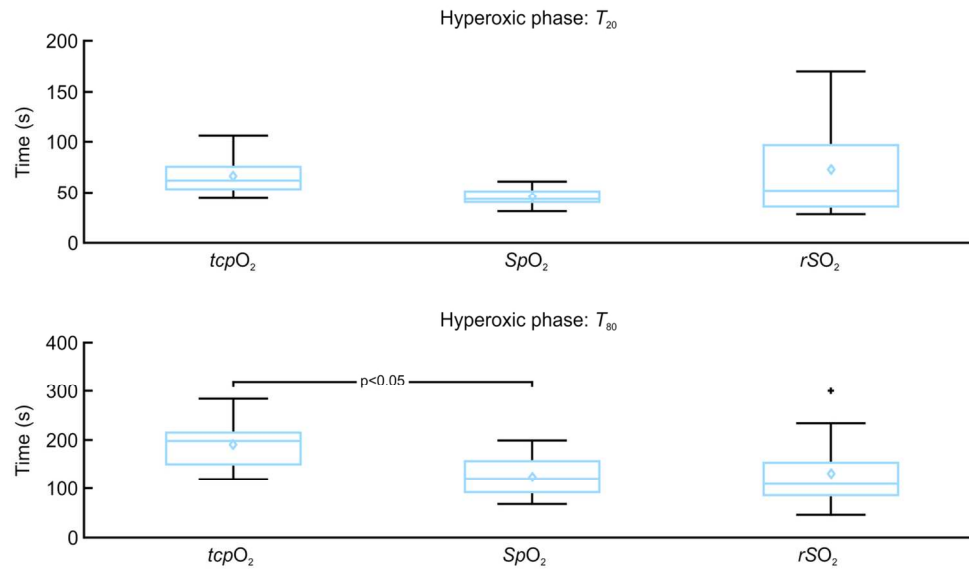 Hyperoxic phase: T₂₀
200
150
100
50
0
Time (s)
tcpO₂ SpO₂ rSO₂
Hyperoxic phase: T₈₀
400
300
200
100
0
Time (s)
p<0.05
tcpO₂ SpO₂ rSO₂